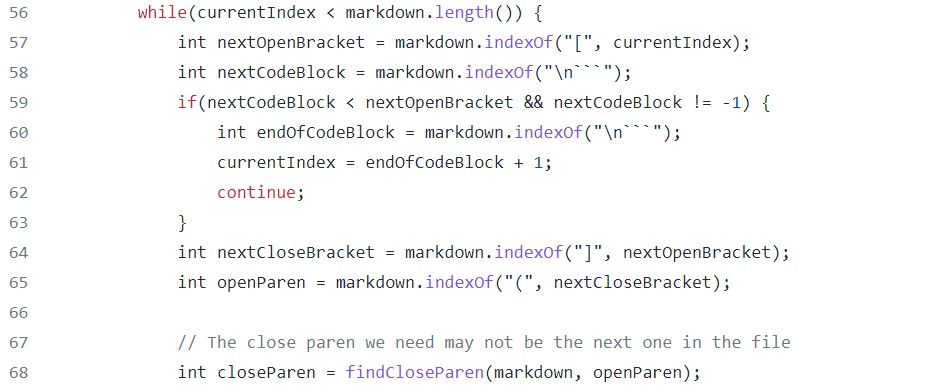 56 while(currentIndex < markdown.length()) {
57 int nextOpenBracket = markdown.indexOf("[", currentIndex);
58 int nextCodeBlock = markdown.indexOf("\n```");
59 if(nextCodeBlock < nextOpenBracket && nextCodeBlock != -1) {
60 int endOfCodeBlock = markdown.indexOf("\n```");
61 currentIndex = endOfCodeBlock + 1;
62 continue;
63 }
64 int nextCloseBracket = markdown.indexOf("]", nextOpenBracket);
65 int openParen = markdown.indexOf("(", nextCloseBracket);
66
67 // The close paren we need may not be the next one in the file
68 int closeParen = findCloseParen(markdown, openParen);